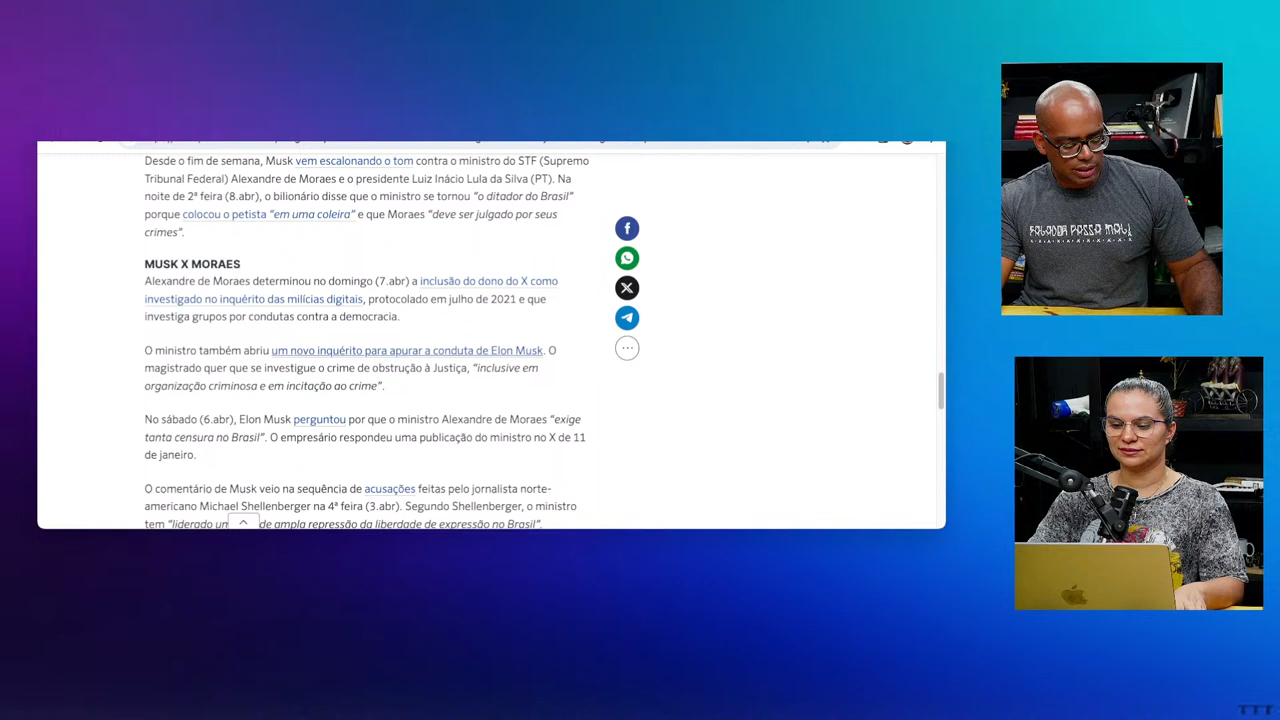 Desde o fim de semana, Musk vem escalonando o tom contra o ministro do STF (Supremo
Tribunal Federal) Alexandre de Moraes e o presidente Luiz Inácio Lula da Silva (PT). Na
noite de 2ª feira (8.abr), o bilionário disse que o ministro se tornou “o ditador do Brasil”
porque colocou o petista “em uma coleira” e que Moraes “deve ser julgado por seus
crimes”.
MUSK X MORAES
Alexandre de Moraes determinou no domingo (7.abr) a inclusão do dono do X como
investigado no inquérito das milícias digitais, protocolado em julho de 2021 e que
investiga grupos por condutas contra a democracia.
O ministro também abriu um novo inquérito para apurar a conduta de Elon Musk. O
magistrado quer que se investigue o crime de obstrução à Justiça, “inclusive em
organização criminosa e em incitação ao crime”.
No sábado (6.abr), Elon Musk perguntou por que o ministro Alexandre de Moraes “exige
tanta censura no Brasil”. O empresário respondeu uma publicação do ministro no X de 11
de janeiro.
O comentário de Musk veio na sequência de acusações feitas pelo jornalista norte-
americano Michael Shellenberger na 4ª feira (3.abr). Segundo Shellenberger, o ministro
tem “liderado de ampla repressão da liberdade de expressão no Brasil”.
FALADOR PASSA MAL
TTT